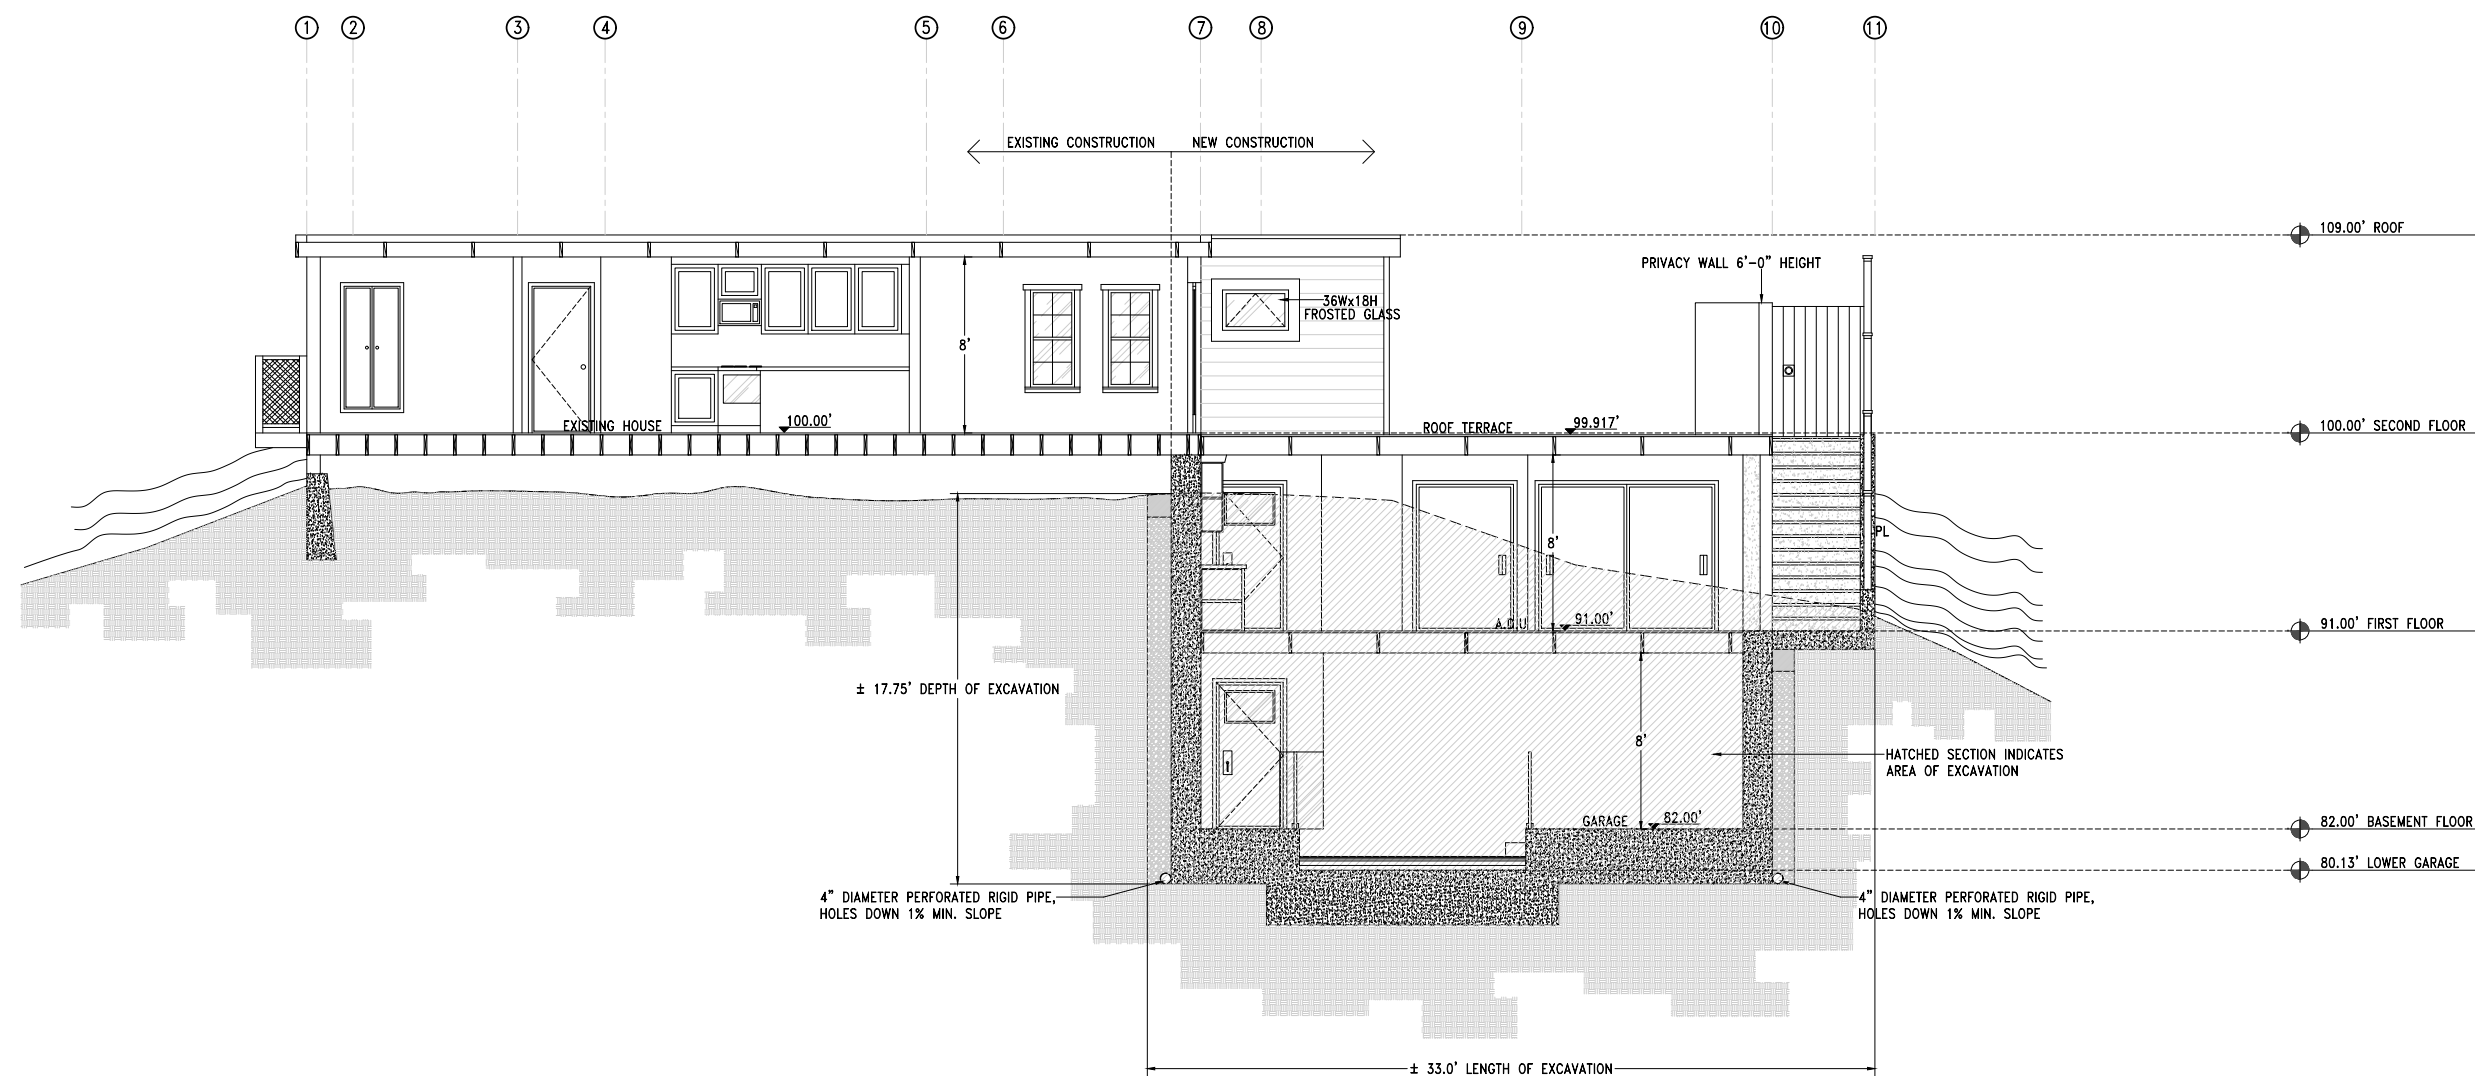 1 2 3 4 5 6 7 8 9 10 11
EXISTING CONSTRUCTION NEW CONSTRUCTION
109.00' ROOF
PRIVACY WALL 6'-0" HEIGHT
36Wx18H
FROSTED GLASS
8'
EXISTING HOUSE
100.00'
ROOF TERRACE
99.917'
100.00' SECOND FLOOR
PL
8'
A.D.U
91.00'
91.00' FIRST FLOOR
± 17.75' DEPTH OF EXCAVATION
8'
HATCHED SECTION INDICATES
AREA OF EXCAVATION
GARAGE
82.00'
82.00' BASEMENT FLOOR
80.13' LOWER GARAGE
4" DIAMETER PERFORATED RIGID PIPE,
HOLES DOWN 1% MIN. SLOPE
4" DIAMETER PERFORATED RIGID PIPE,
HOLES DOWN 1% MIN. SLOPE
± 33.0' LENGTH OF EXCAVATION